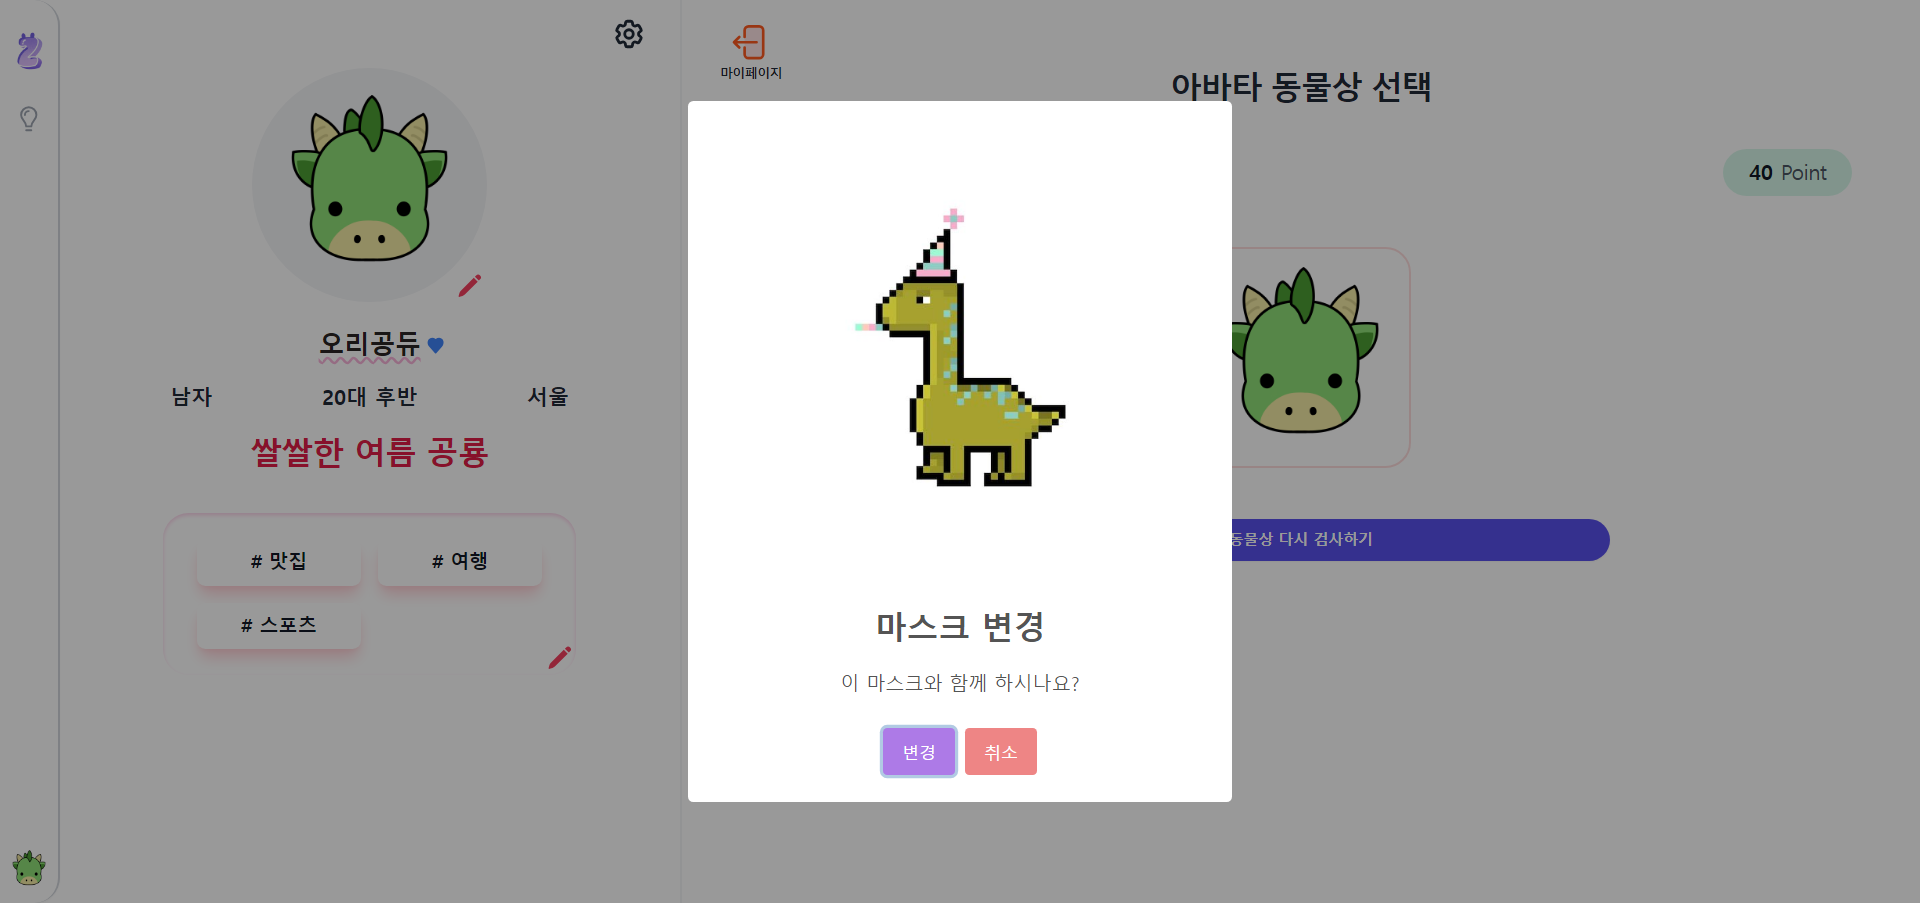 마이페이지
아바타 동물상 선택
40 Point
오리공듀
남자 20대 후반 서울
쌀쌀한 여름 공룡
# 맛집 # 여행
# 스포츠
동물상 다시 검사하기
마스크 변경
이 마스크와 함께 하시나요?
변경 취소